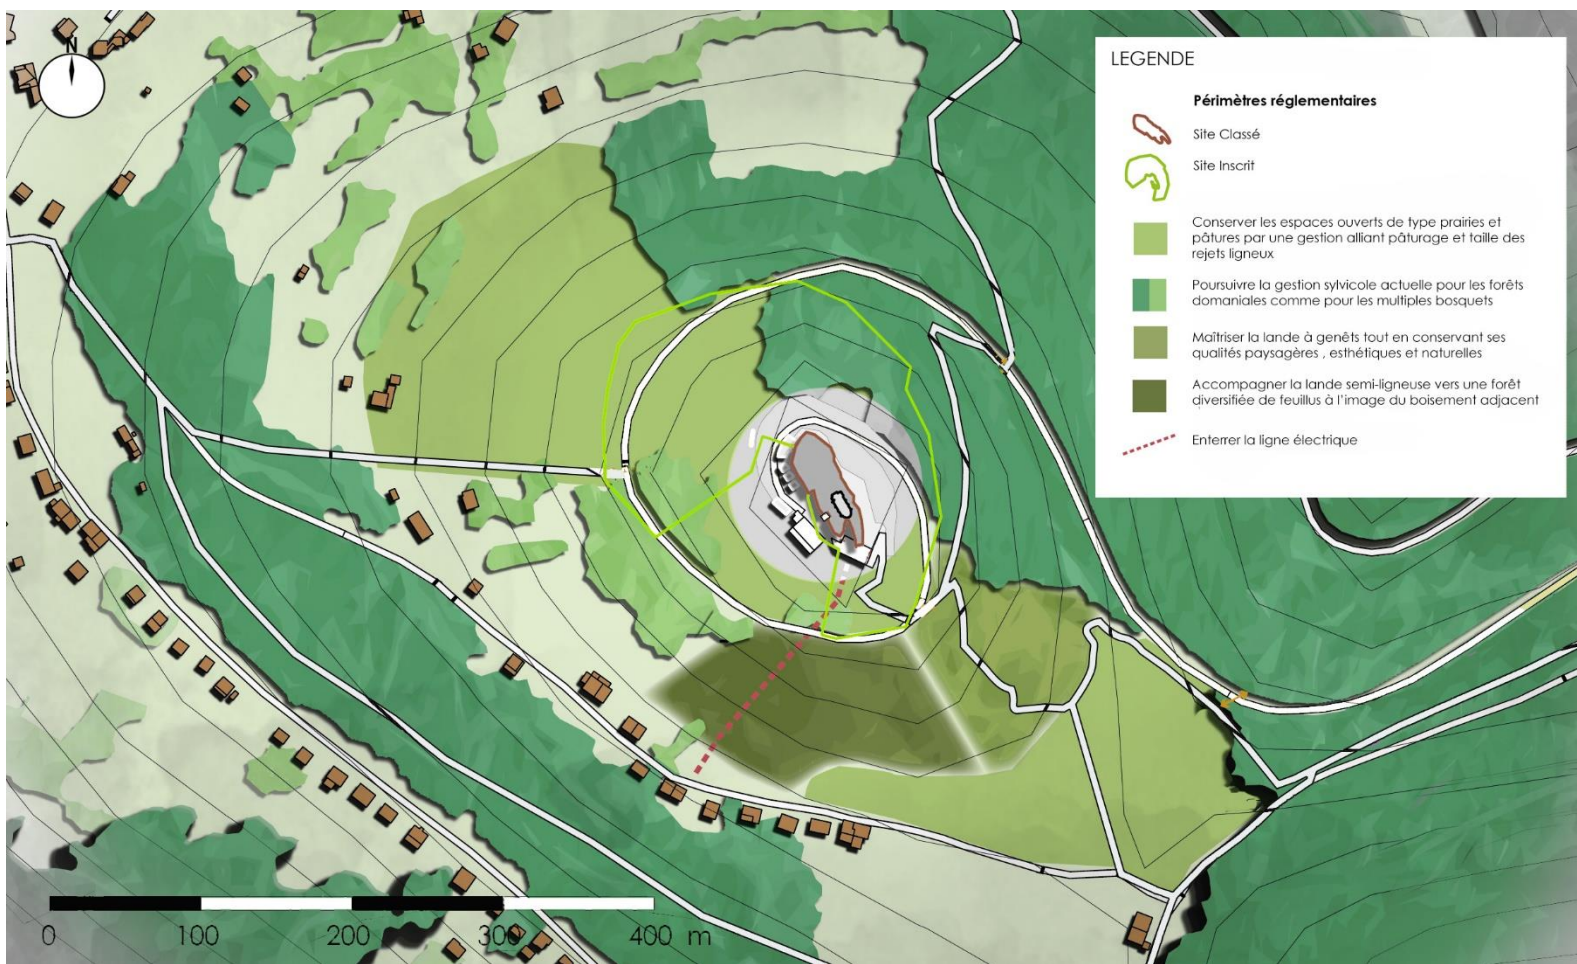 N
LEGENDE
Périmètres réglementaires
Site Classé
Site Inscrit
Conserver les espaces ouverts de type prairies et
pâtures par une gestion alliant pâturage et taille des
rejets ligneux
Poursuivre la gestion sylvicole actuelle pour les forêts
domaniales comme pour les multiples bosquets
Maîtriser la lande à genêts tout en conservant ses
qualités paysagères , esthétiques et naturelles
Accompagner la lande semi-ligneuse vers une forêt
diversifiée de feuillus à l'image du boisement adjacent
Enterrer la ligne électrique
0 100 200 300 400 m